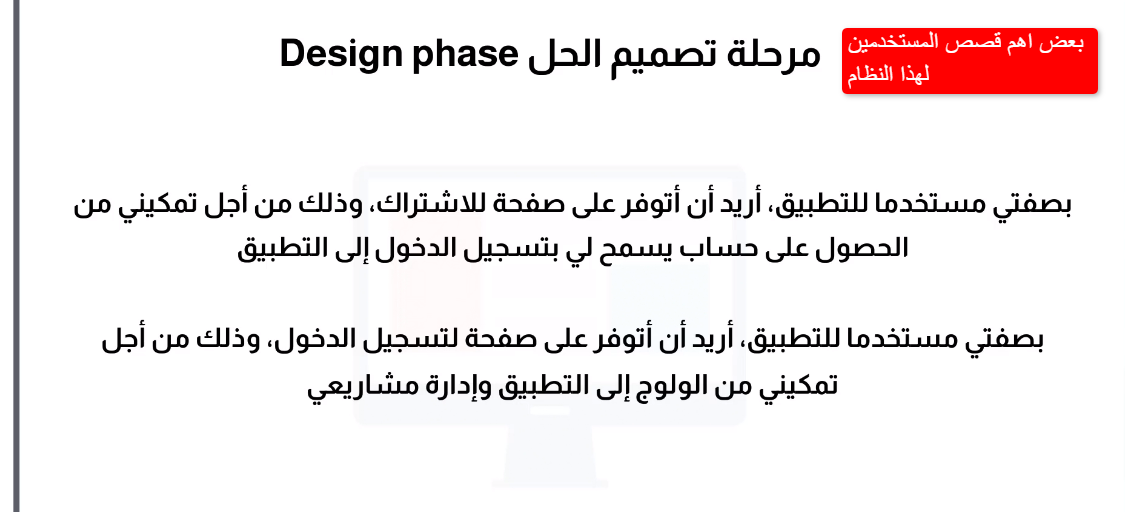 بعض اهم قصص المستخدمين
لهذا النظام
مرحلة تصميم الحل Design phase
بصفتي مستخدما للتطبيق، أريد أن أتوفر على صفحة للاشتراك، وذلك من أجل تمكيني من
الحصول على حساب يسمح لي بتسجيل الدخول إلى التطبيق
بصفتي مستخدما للتطبيق، أريد أن أتوفر على صفحة لتسجيل الدخول، وذلك من أجل
تمكيني من الولوج إلى التطبيق وإدارة مشاريعي